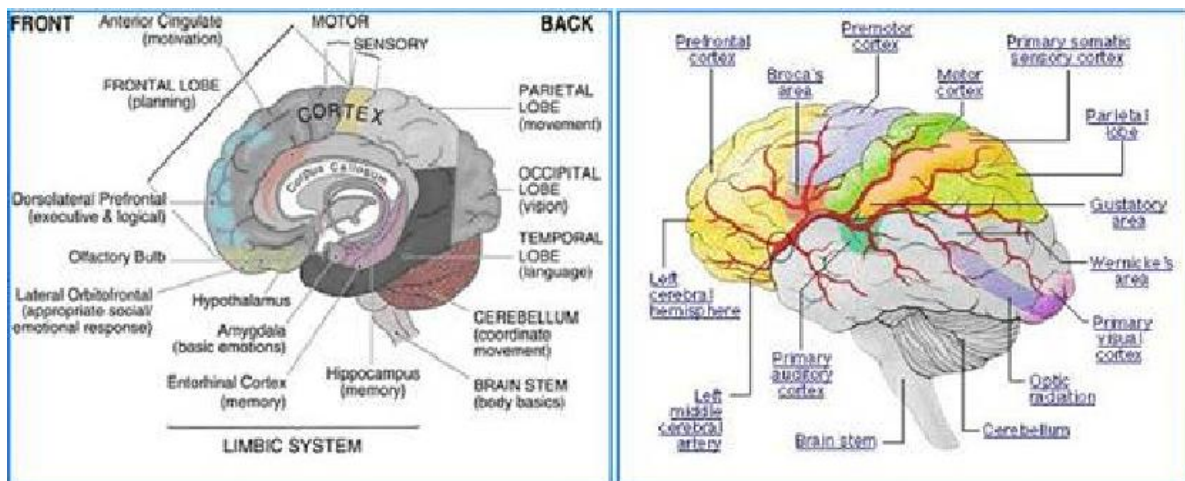 FRONT
Anterior Cingulate
(motivation)
MOTOR
SENSORY
BACK
FRONTAL LOBE
(planning)
CORTEX
PARIETAL
LOBE
(movement)
Corpus Callosum
Dorsolateral Prefrontal
(executive & logical)
OCCIPITAL
LOBE
(vision)
Olfactory Bulb
TEMPORAL
LOBE
(language)
Lateral Orbitofrontal
(appropriate social/
emotional response)
Hypothalamus
Amygdala
(basic emotions)
CEREBELLUM
(coordinate
movement)
Entorhinal Cortex
(memory)
Hippocampus
(memory)
BRAIN STEM
(body basics)
LIMBIC SYSTEM
Prefrontal
cortex
Premotor
cortex
Primary somatic
sensory cortex
Broca's
area
Motor
cortex
Parietal
lobe
Gustatory
area
Wernicke's
area
Left
cerebral
hemisphere
Primary
visual
cortex
Primary
auditory
cortex
Optic
radiation
Left
middle
cerebral
artery
Brain stem
Cerebellum